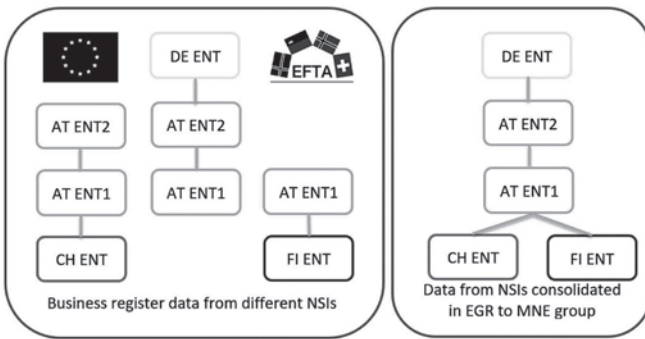 DE ENT
EFTA
AT ENT2
AT ENT2
AT ENT1
AT ENT1
AT ENT1
CH ENT
FI ENT
Business register data from different NSIs
DE ENT
AT ENT2
AT ENT1
CH ENT
FI ENT
Data from NSIs consolidated
in EGR to MNE group